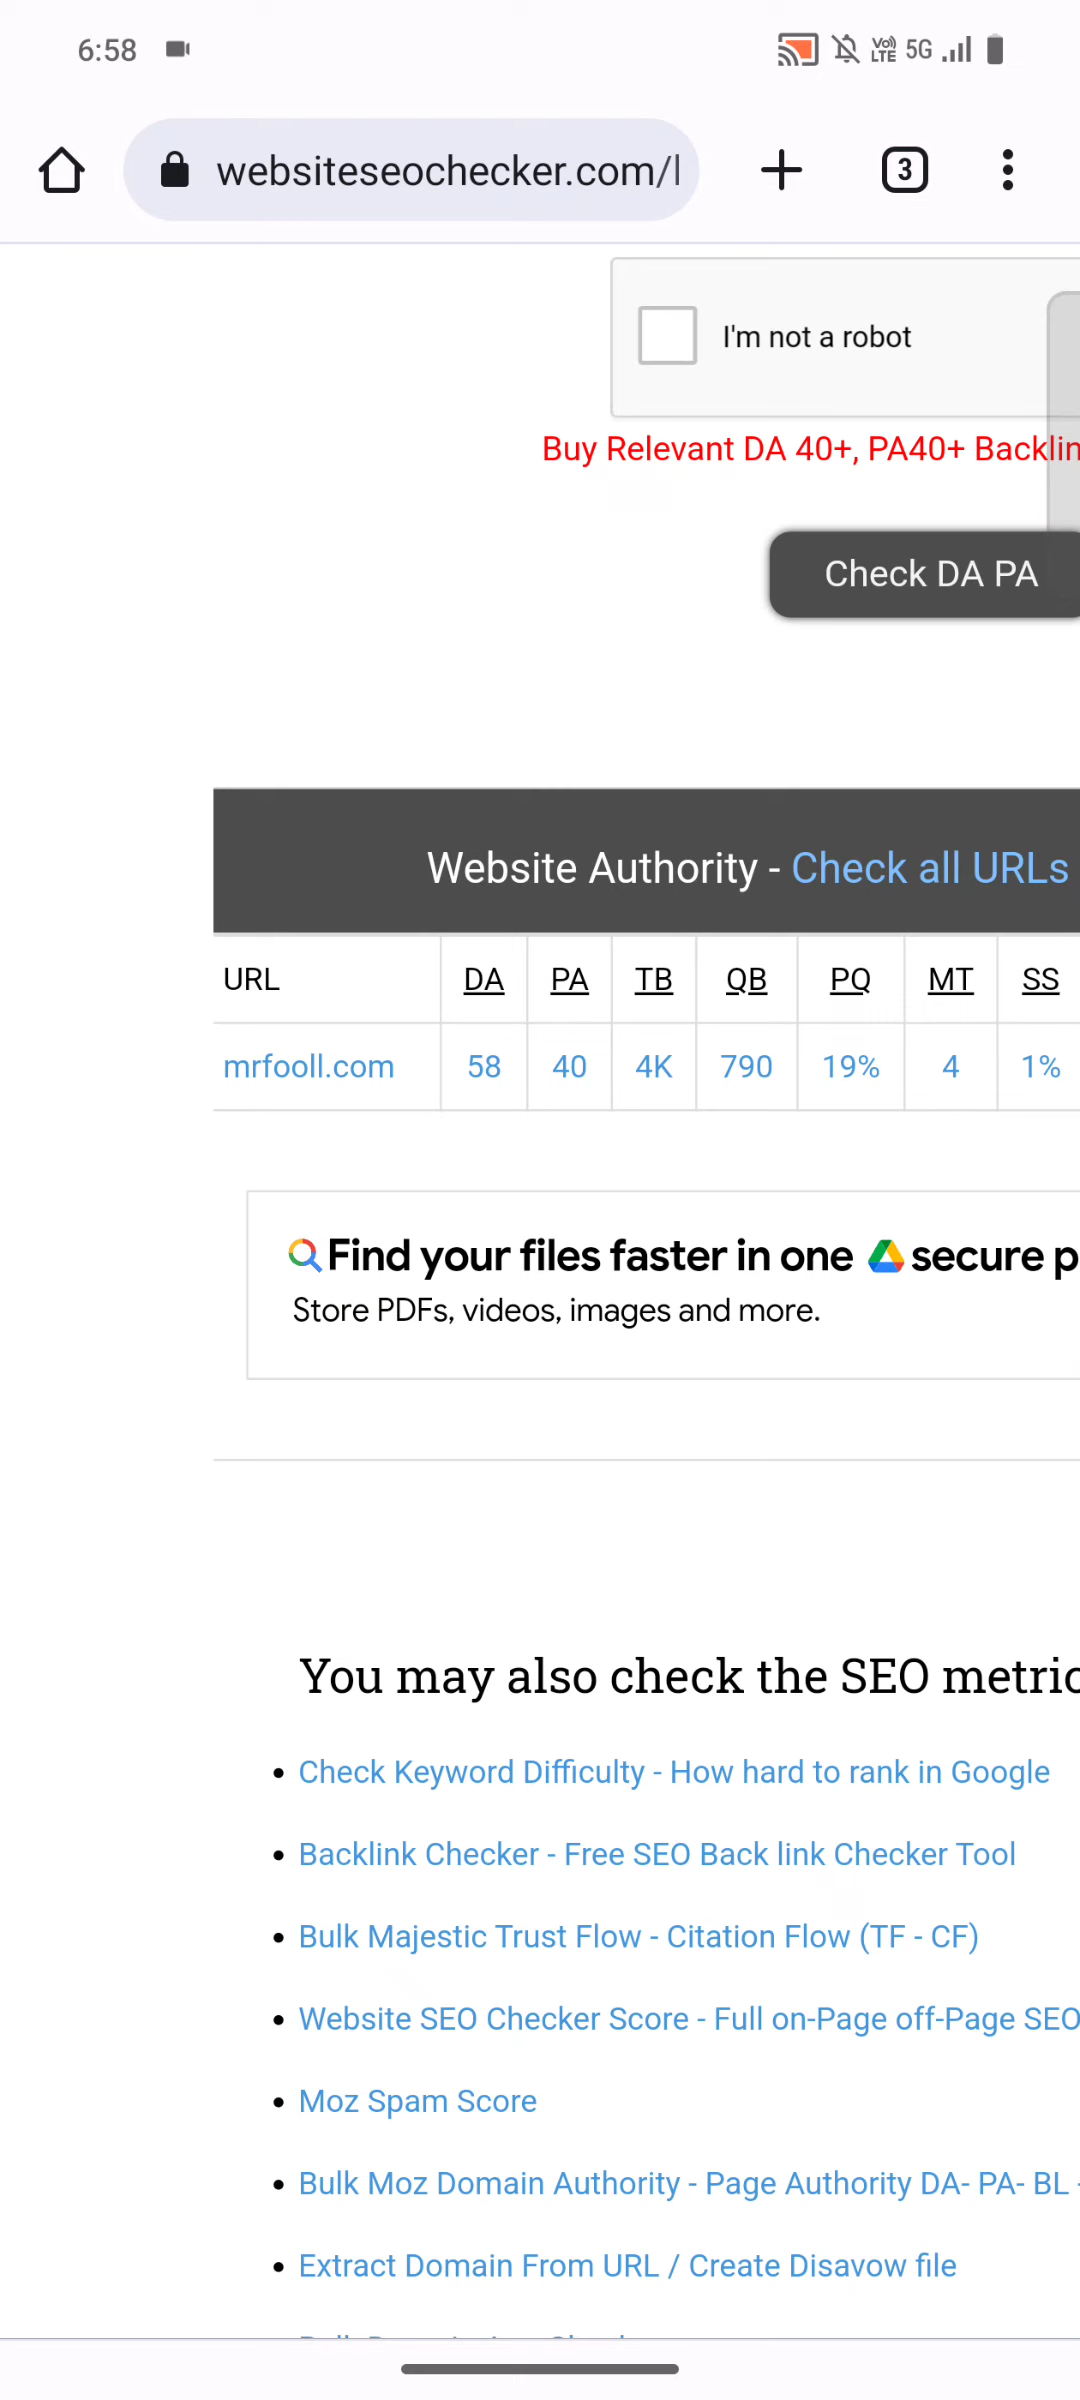 6:58
Vo) LTE 5G
websiteseochecker.com/l
3
I'm not a robot
Buy Relevant DA 40+, PA40+ Backlin
Check DA PA
Website Authority - Check all URLs
URL DA PA TB QB PQ MT SS
mrfooll.com 58 40 4K 790 19% 4 1%
Find your files faster in one secure p
Store PDFs, videos, images and more.
You may also check the SEO metric
• Check Keyword Difficulty - How hard to rank in Google
• Backlink Checker - Free SEO Back link Checker Tool
• Bulk Majestic Trust Flow - Citation Flow (TF - CF)
• Website SEO Checker Score - Full on-Page off-Page SEO
• Moz Spam Score
• Bulk Moz Domain Authority - Page Authority DA- PA- BL -
• Extract Domain From URL / Create Disavow file